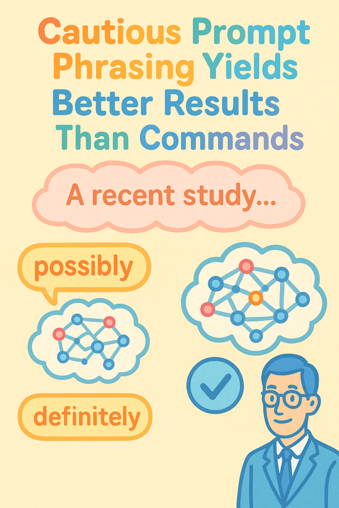 Cautious Prompt
Phrasing Yields
Better Results
Than Commands
A recent study...
possibly
definitely